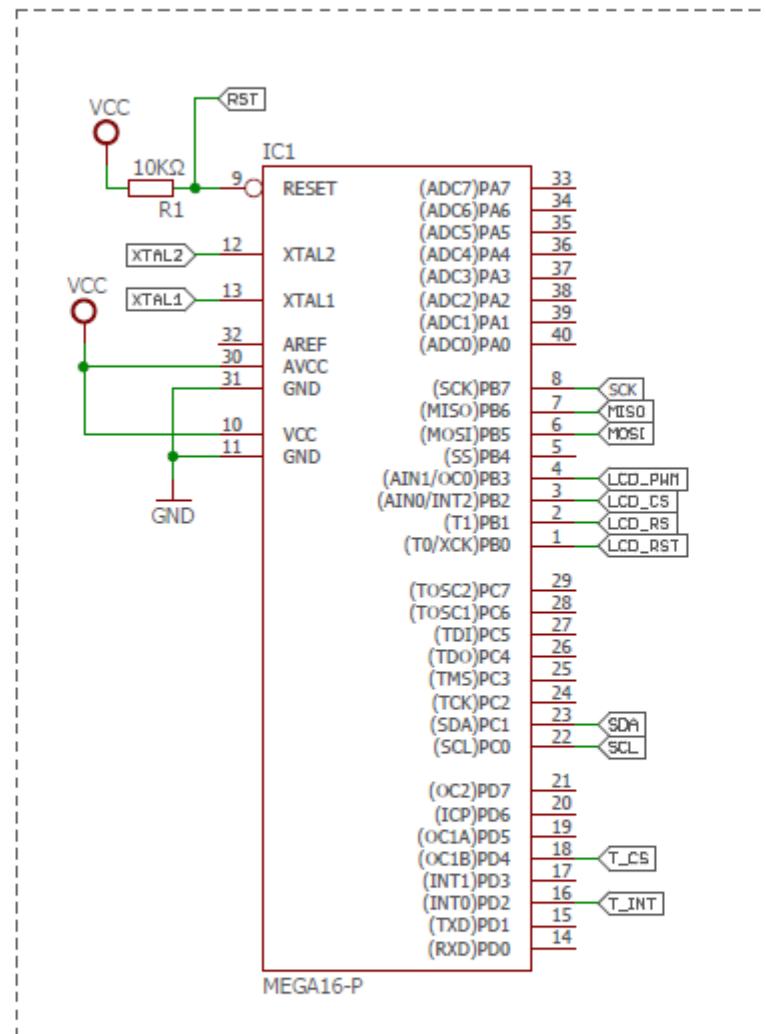 RST
VCC
IC1
10KΩ
R1
9 RESET
XTAL2 12 XTAL2
VCC
XTAL1 13 XTAL1
32 AREF
30 AVCC
31 GND
10 VCC
11 GND
GND
(ADC7)PA7 33
(ADC6)PA6 34
(ADC5)PA5 35
(ADC4)PA4 36
(ADC3)PA3 37
(ADC2)PA2 38
(ADC1)PA1 39
(ADC0)PA0 40
(SCK)PB7 8 SCK
(MISO)PB6 7 MISO
(MOSI)PB5 6 MOSI
(SS)PB4 5
(AIN1/OC0)PB3 4 LCD_PWM
(AIN0/INT2)PB2 3 LCD_CS
(T1)PB1 2 LCD_RS
(T0/XCK)PB0 1 LCD_RST
(TOSC2)PC7 29
(TOSC1)PC6 28
(TDI)PC5 27
(TDO)PC4 26
(TMS)PC3 25
(TCK)PC2 24
(SDA)PC1 23 SDA
(SCL)PC0 22 SCL
(OC2)PD7 21
(ICP)PD6 20
(OC1A)PD5 19
(OC1B)PD4 18 T_CS
(INT1)PD3 17
(INT0)PD2 16 T_INT
(TXD)PD1 15
(RXD)PD0 14
MEGA16-P